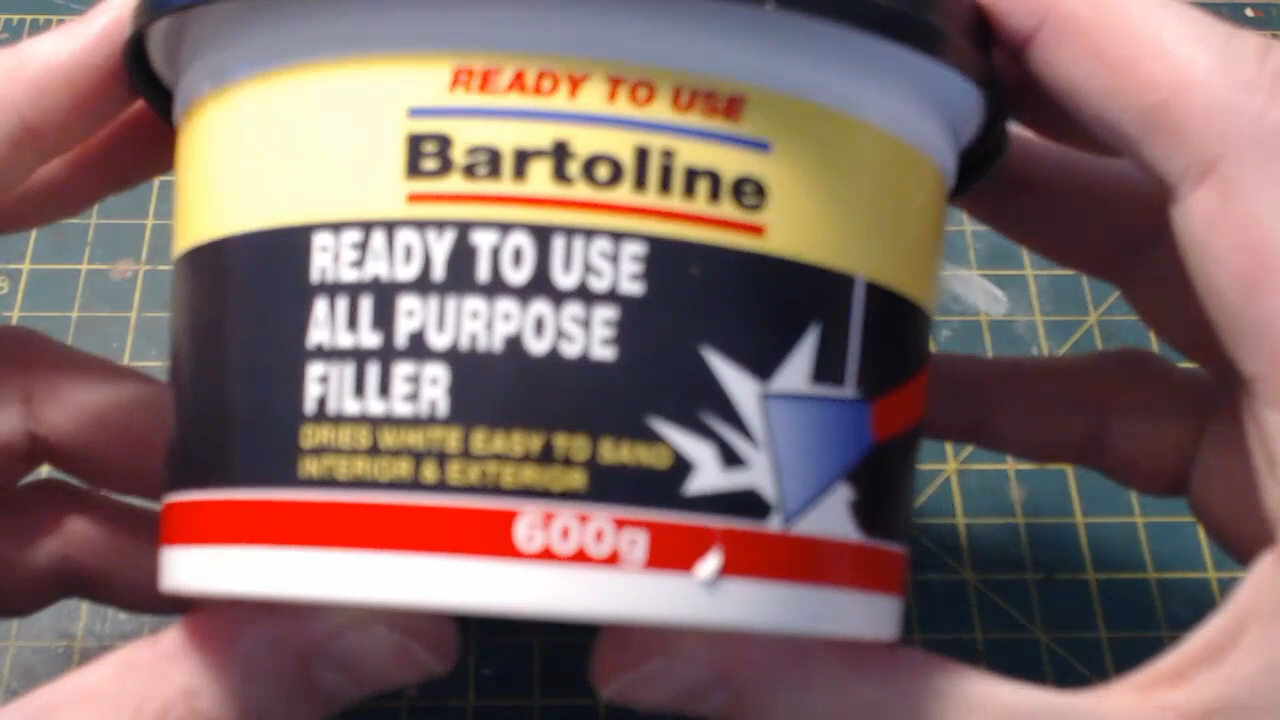 READY TO USE
Bartoline
READY TO USE
ALL PURPOSE
FILLER
DRIES WHITE EASY TO SAND
INTERIOR & EXTERIOR
600g